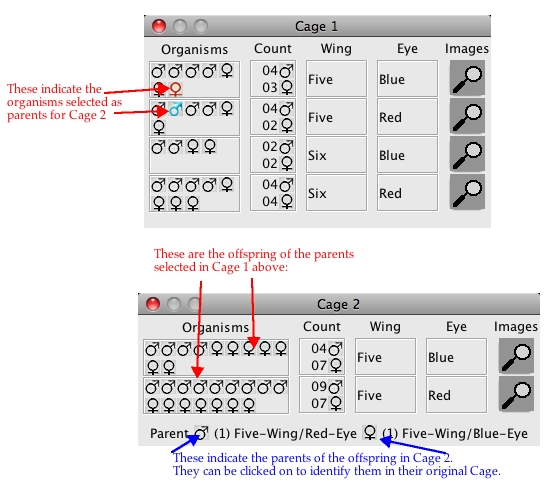 Cage 1
Organisms Count Wing Eye Images
These indicate the
organisms selected as
parents for Cage 2
04♂ Five Blue
03♀
04♂ Five Red
02♀
02♂ Six Blue
02♀
04♂ Six Red
04♀
These are the offspring of the parents
selected in Cage 1 above:
Cage 2
Organisms Count Wing Eye Images
04♂ Five Blue
07♀
09♂ Five Red
07♀
Parent ♂ (1) Five-Wing/Red-Eye ♀ (1) Five-Wing/Blue-Eye
These indicate the parents of the offspring in Cage 2.
They can be clicked on to identify them in their original Cage.